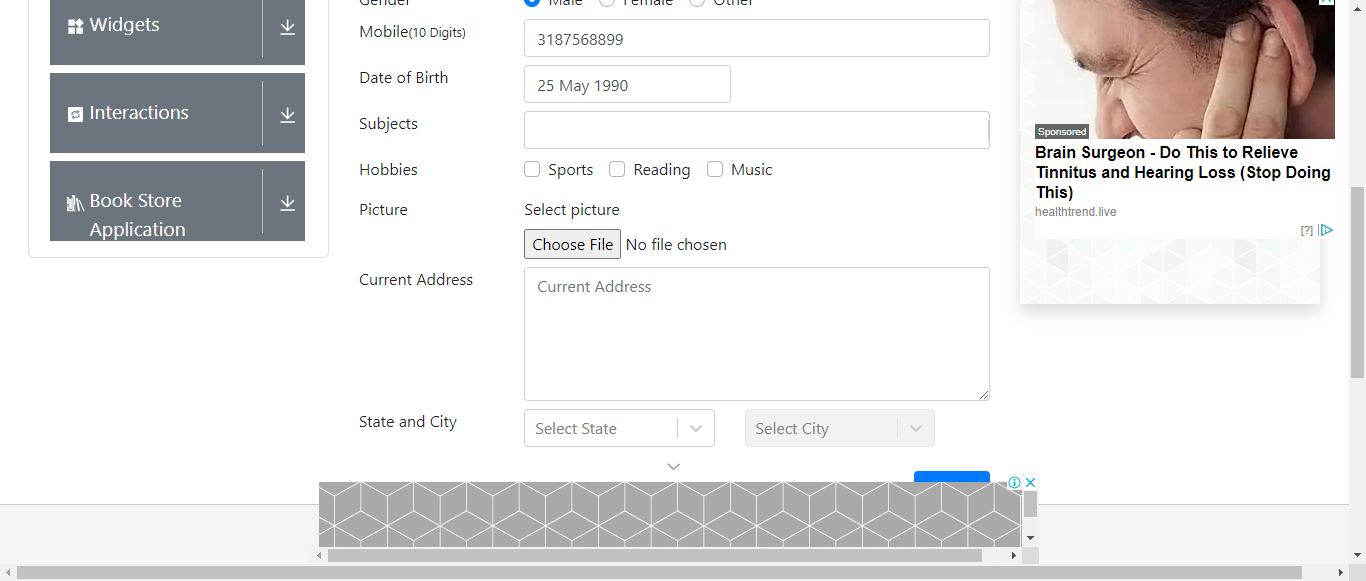 Gender Male Female Other
Widgets
Mobile(10 Digits) 3187568899
Date of Birth 25 May 1990
Interactions
Subjects
Hobbies Sports Reading Music
Book Store
Application
Picture Select picture
Choose File No file chosen
Current Address Current Address
State and City Select State Select City
Sponsored
Brain Surgeon - Do This to Relieve
Tinnitus and Hearing Loss (Stop Doing
This)
healthtrend.live
[?]